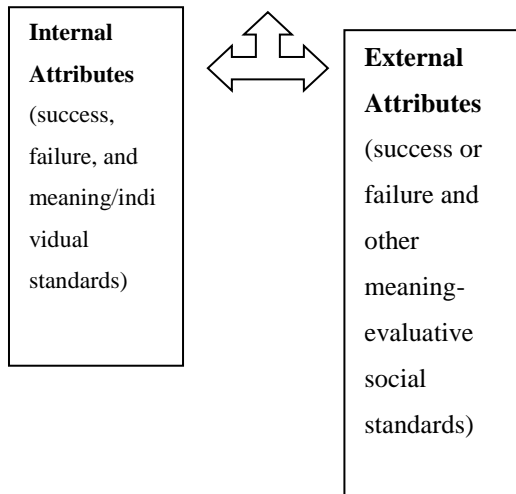 Internal
Attributes
(success,
failure, and
meaning/indi
vidual
standards)
External
Attributes
(success or
failure and
other
meaning-
evaluative
social
standards)